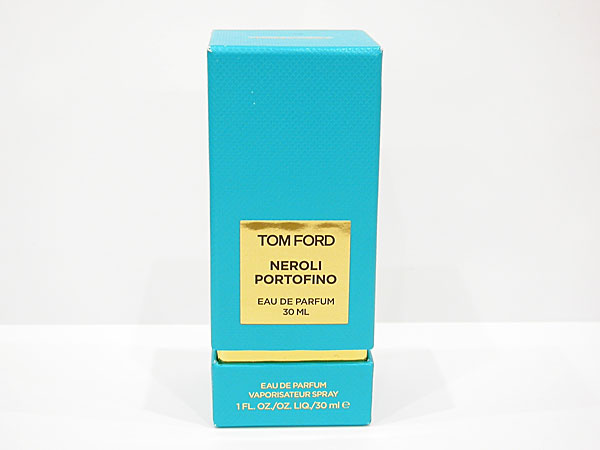 TOM FORD
NEROLI
PORTOFINO
EAU DE PARFUM
30 ML
EAU DE PARFUM
VAPORISATEUR SPRAY
1 FL. OZ./OZ. LIQ./30 ml ℮